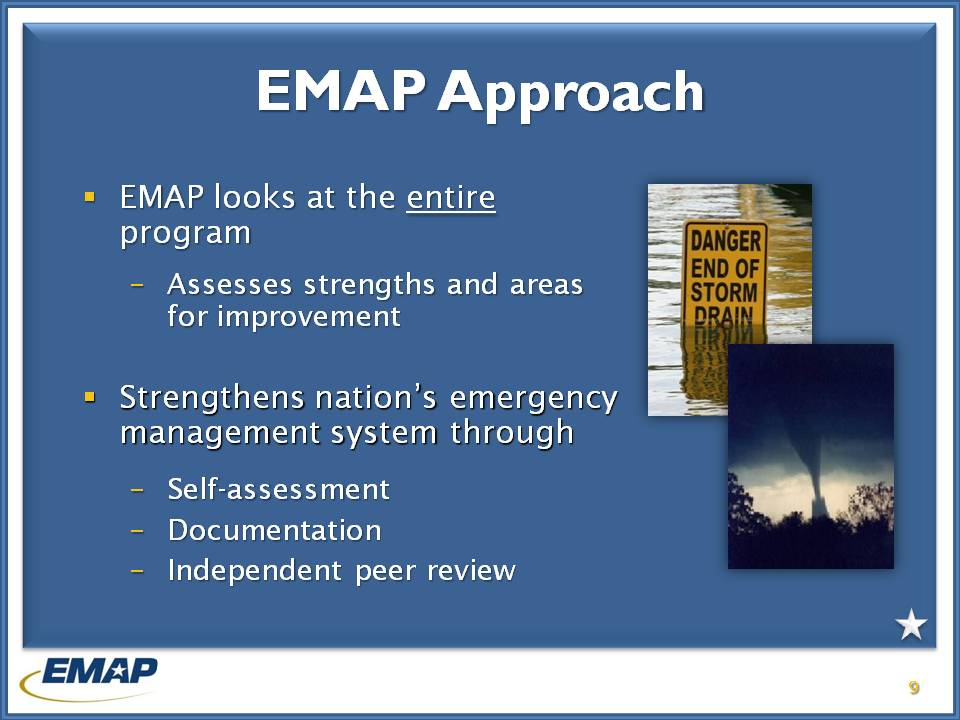 EMAP Approach
▪ EMAP looks at the entire
program
– Assesses strengths and areas
for improvement
▪ Strengthens nation’s emergency
management system through
– Self-assessment
– Documentation
– Independent peer review
DANGER
END OF
STORM
DRAIN
EMAP
9